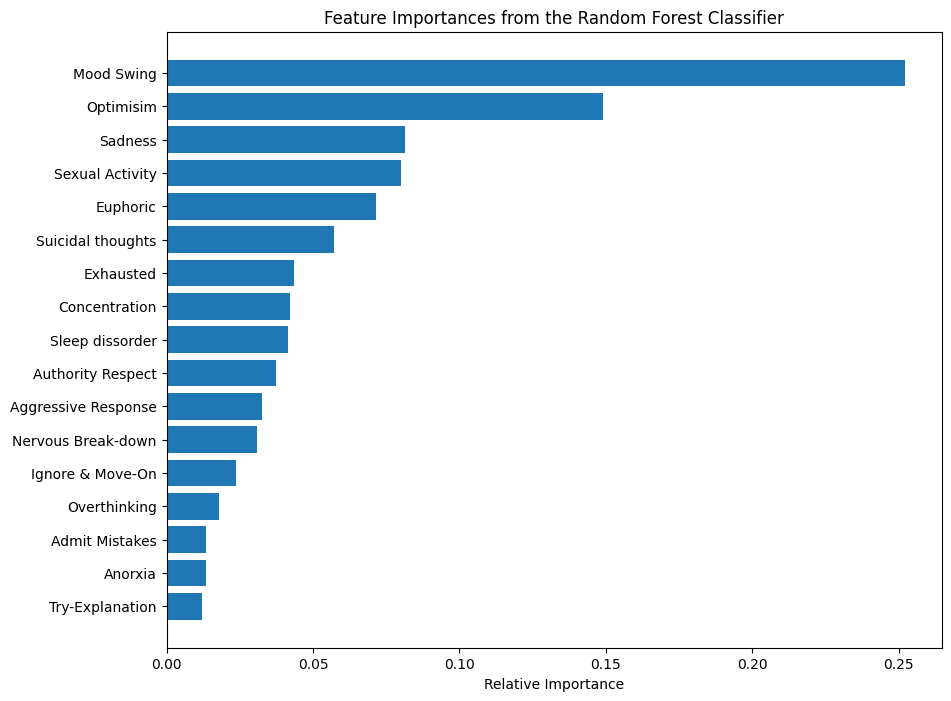 Feature Importances from the Random Forest Classifier
Mood Swing
Optimisim
Sadness
Sexual Activity
Euphoric
Suicidal thoughts
Exhausted
Concentration
Sleep dissorder
Authority Respect
Aggressive Response
Nervous Break-down
Ignore & Move-On
Overthinking
Admit Mistakes
Anorxia
Try-Explanation
0.00 0.05 0.10 0.15 0.20 0.25
Relative Importance